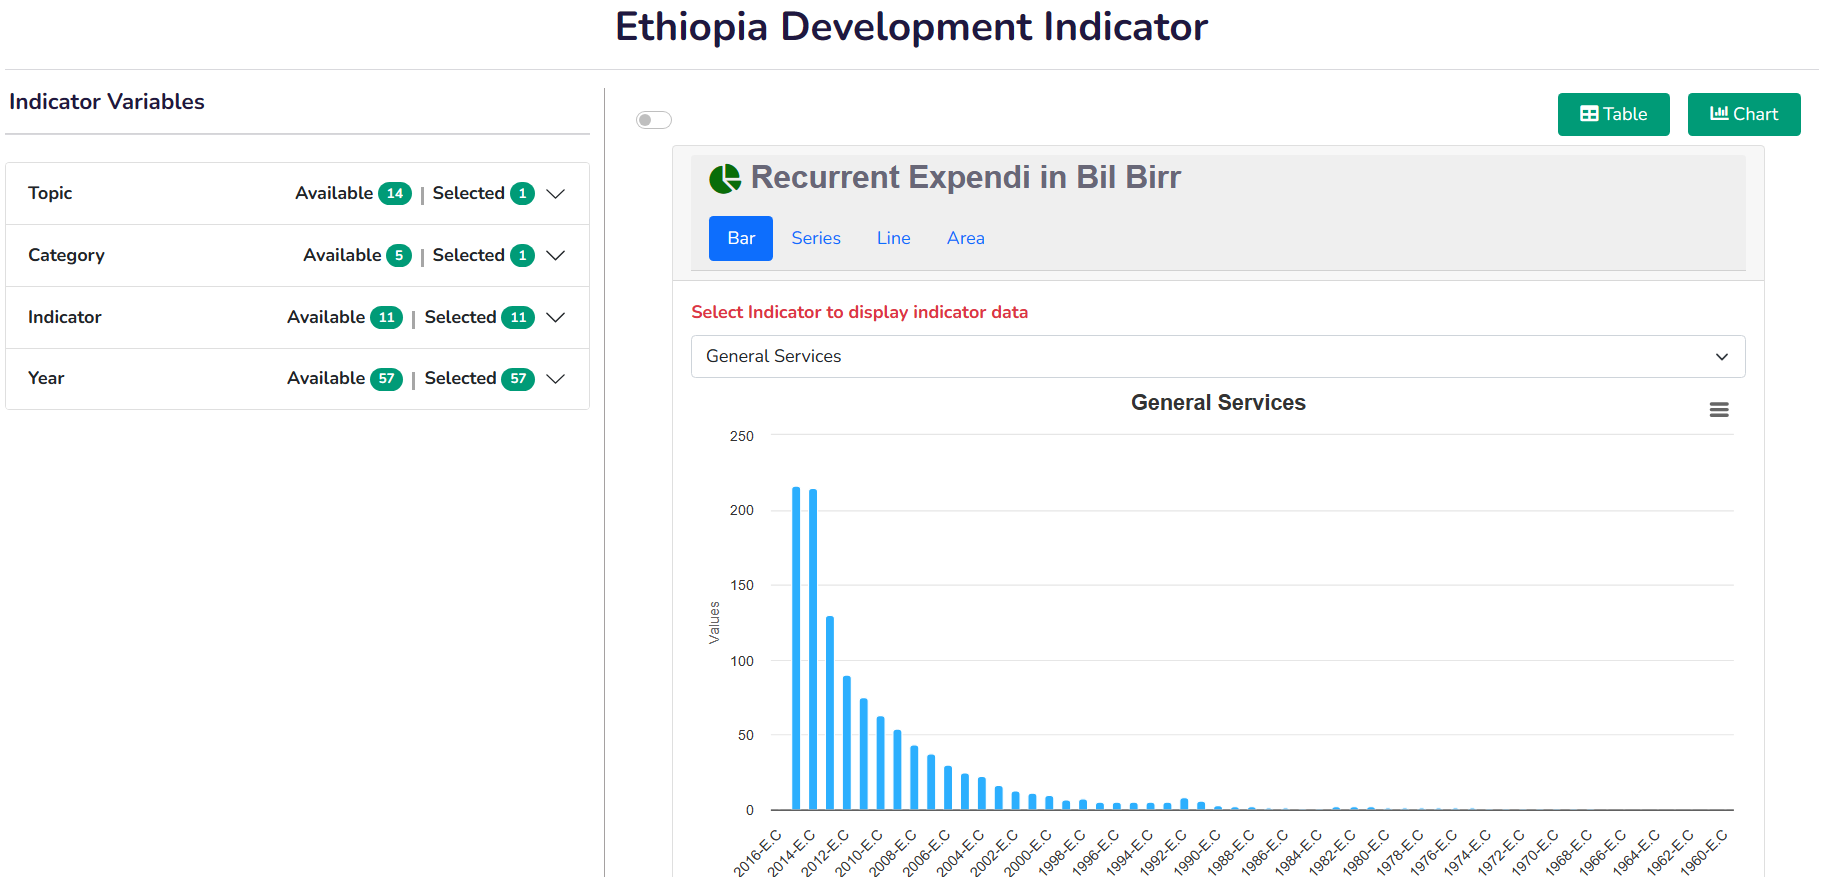 Ethiopia Development Indicator
Indicator Variables
Table
Chart
Topic Available 14 | Selected 1
Category Available 5 | Selected 1
Indicator Available 11 | Selected 11
Year Available 57 | Selected 57
Recurrent Expendi in Bil Birr
Bar Series Line Area
Select Indicator to display indicator data
General Services
General Services
250
200
150
100
50
0
Values
2016-E.C 2014-E.C 2012-E.C 2010-E.C 2008-E.C 2006-E.C 2004-E.C 2002-E.C 2000-E.C 1998-E.C 1996-E.C 1994-E.C 1992-E.C 1990-E.C 1988-E.C 1986-E.C 1984-E.C 1982-E.C 1980-E.C 1978-E.C 1976-E.C 1974-E.C 1972-E.C 1970-E.C 1968-E.C 1966-E.C 1964-E.C 1962-E.C 1960-E.C